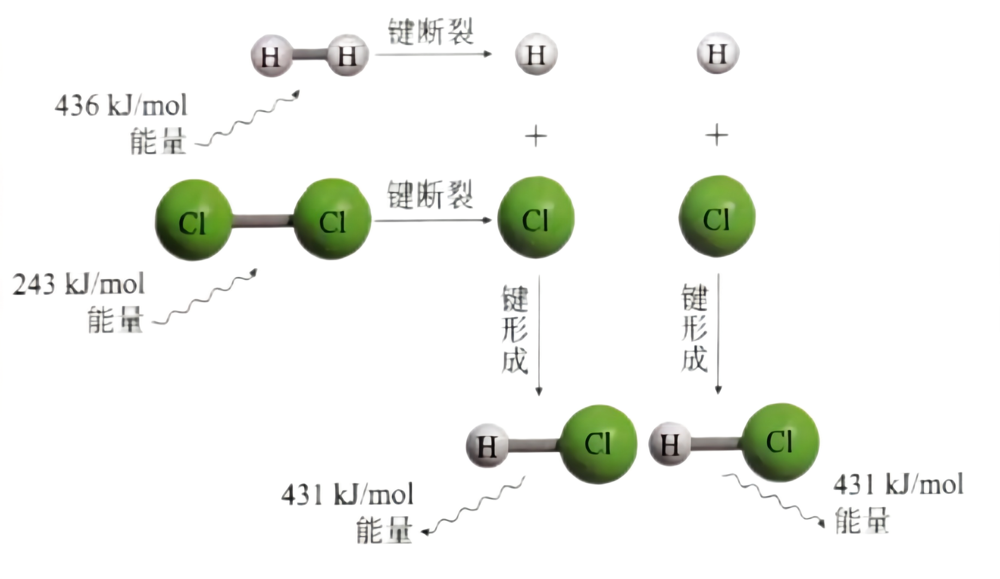 H H 键断裂 H H
436 kJ/mol
能量
+ +
Cl Cl 键断裂 Cl Cl
243 kJ/mol
能量
键形成 键形成
H Cl H Cl
431 kJ/mol
能量
431 kJ/mol
能量